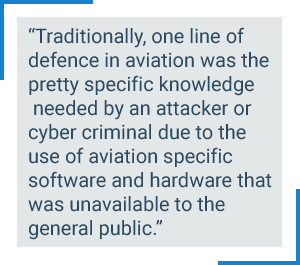 “Traditionally, one line of
defence in aviation was the
pretty specific knowledge
needed by an attacker or
cyber criminal due to the
use of aviation specific
software and hardware that
was unavailable to the
general public.”